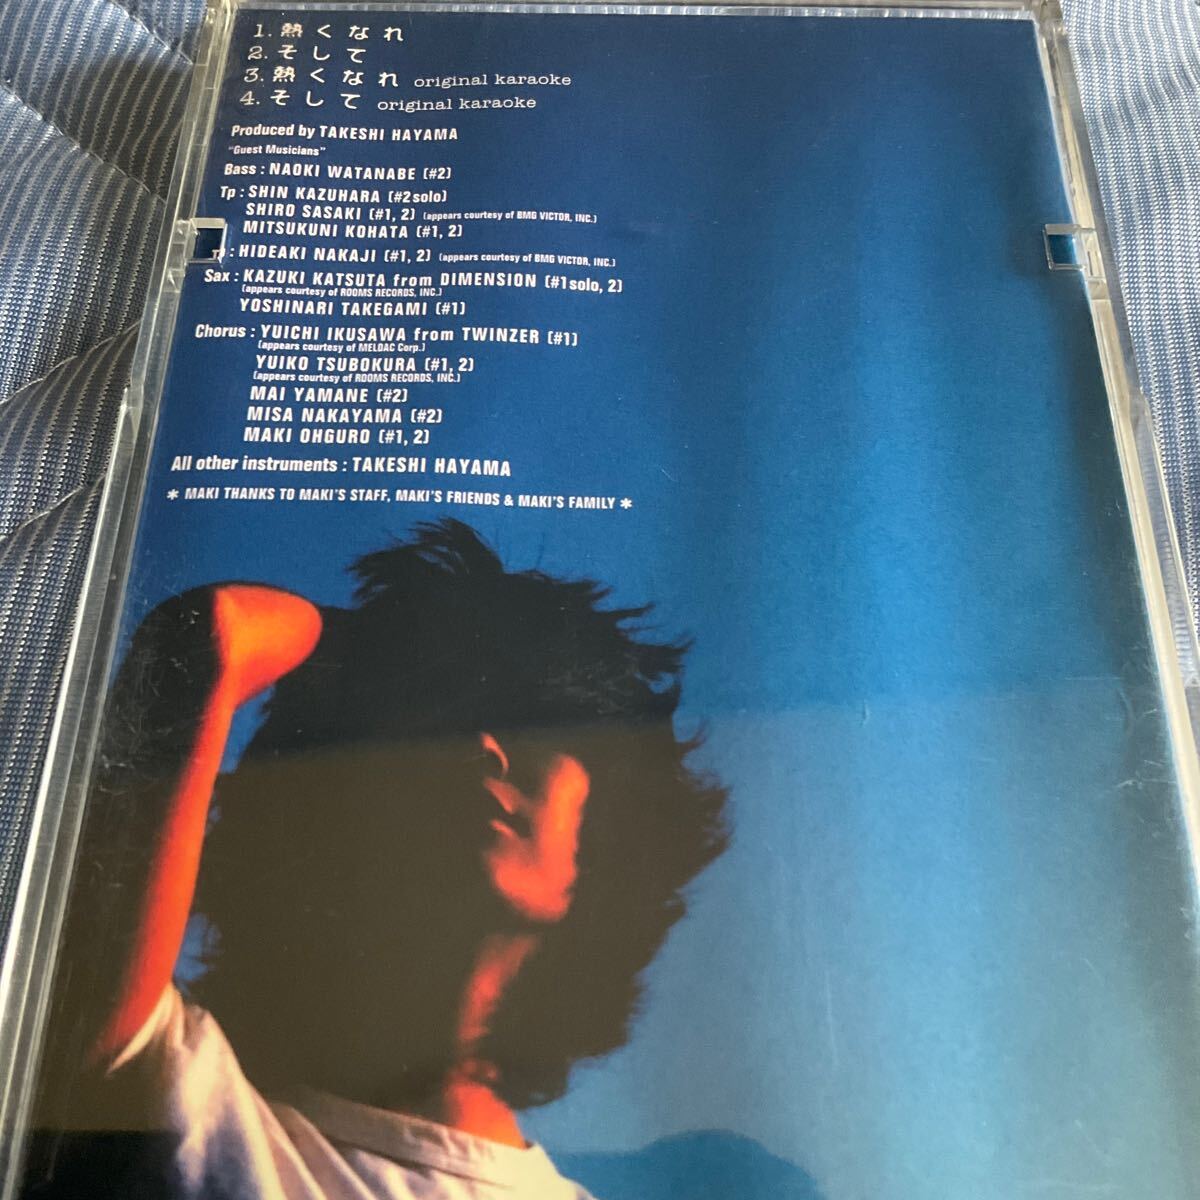 1. 熱くなれ
2. そして
3. 熱くなれ original karaoke
4. そして original karaoke
Produced by TAKESHI HAYAMA
"Guest Musicians"
Bass : NAOKI WATANABE (#2)
Tp : SHIN KAZUHARA (#2solo)
SHIRO SASAKI (#1, 2) (appears courtesy of BMG VICTOR, INC.)
MITSUKUNI KOHATA (#1, 2)
: HIDEAKI NAKAJI (#1, 2) (appears courtesy of BMG VICTOR, INC.)
Sax : KAZUKI KATSUTA from DIMENSION (#1solo, 2)
(appears courtesy of ROOMS RECORDS, INC.)
YOSHINARI TAKEGAMI (#1)
Chorus : YUICHI IKUSAWA from TWINZER (#1)
(appears courtesy of MELDAC Corp.)
YUIKO TSUBOKURA (#1, 2)
(appears courtesy of ROOMS RECORDS, INC.)
MAI YAMANE (#2)
MISA NAKAYAMA (#2)
MAKI OHGURO (#1, 2)
All other instruments : TAKESHI HAYAMA
* MAKI THANKS TO MAKI'S STAFF, MAKI'S FRIENDS & MAKI'S FAMILY *